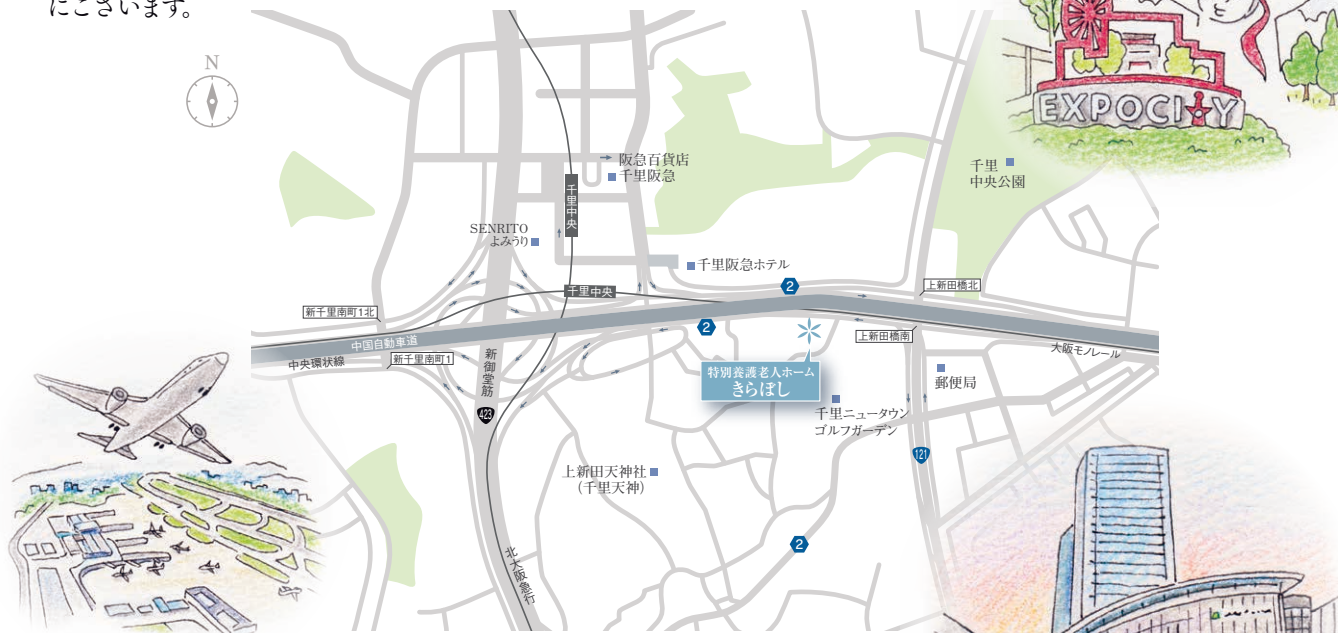 にございます。
N
EXPOCITY
阪急百貨店
千里阪急
千里
中央公園
千里中央
SENRITO
よみうり
千里阪急ホテル
千里中央
2
上新田橋北
新千里南町1北
2
中国自動車道
上新田橋南
中央環状線
新千里南町1
新御堂筋
大阪モノレール
特別養護老人ホーム
きらぼし
郵便局
423
千里ニュータウン
ゴルフガーデン
121
上新田天神社
(千里天神)
2
北大阪急行